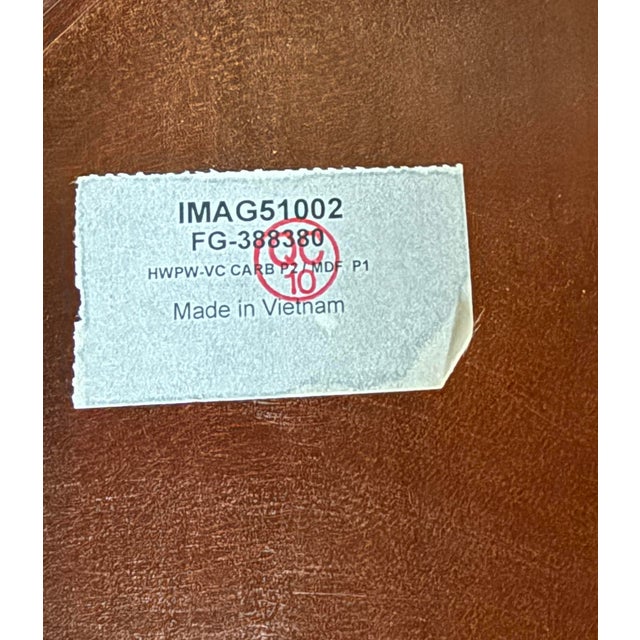 IMAG51002
FG-388380
HWPW-VC CARB P2 / MDF P1
Made in Vietnam
QC
10